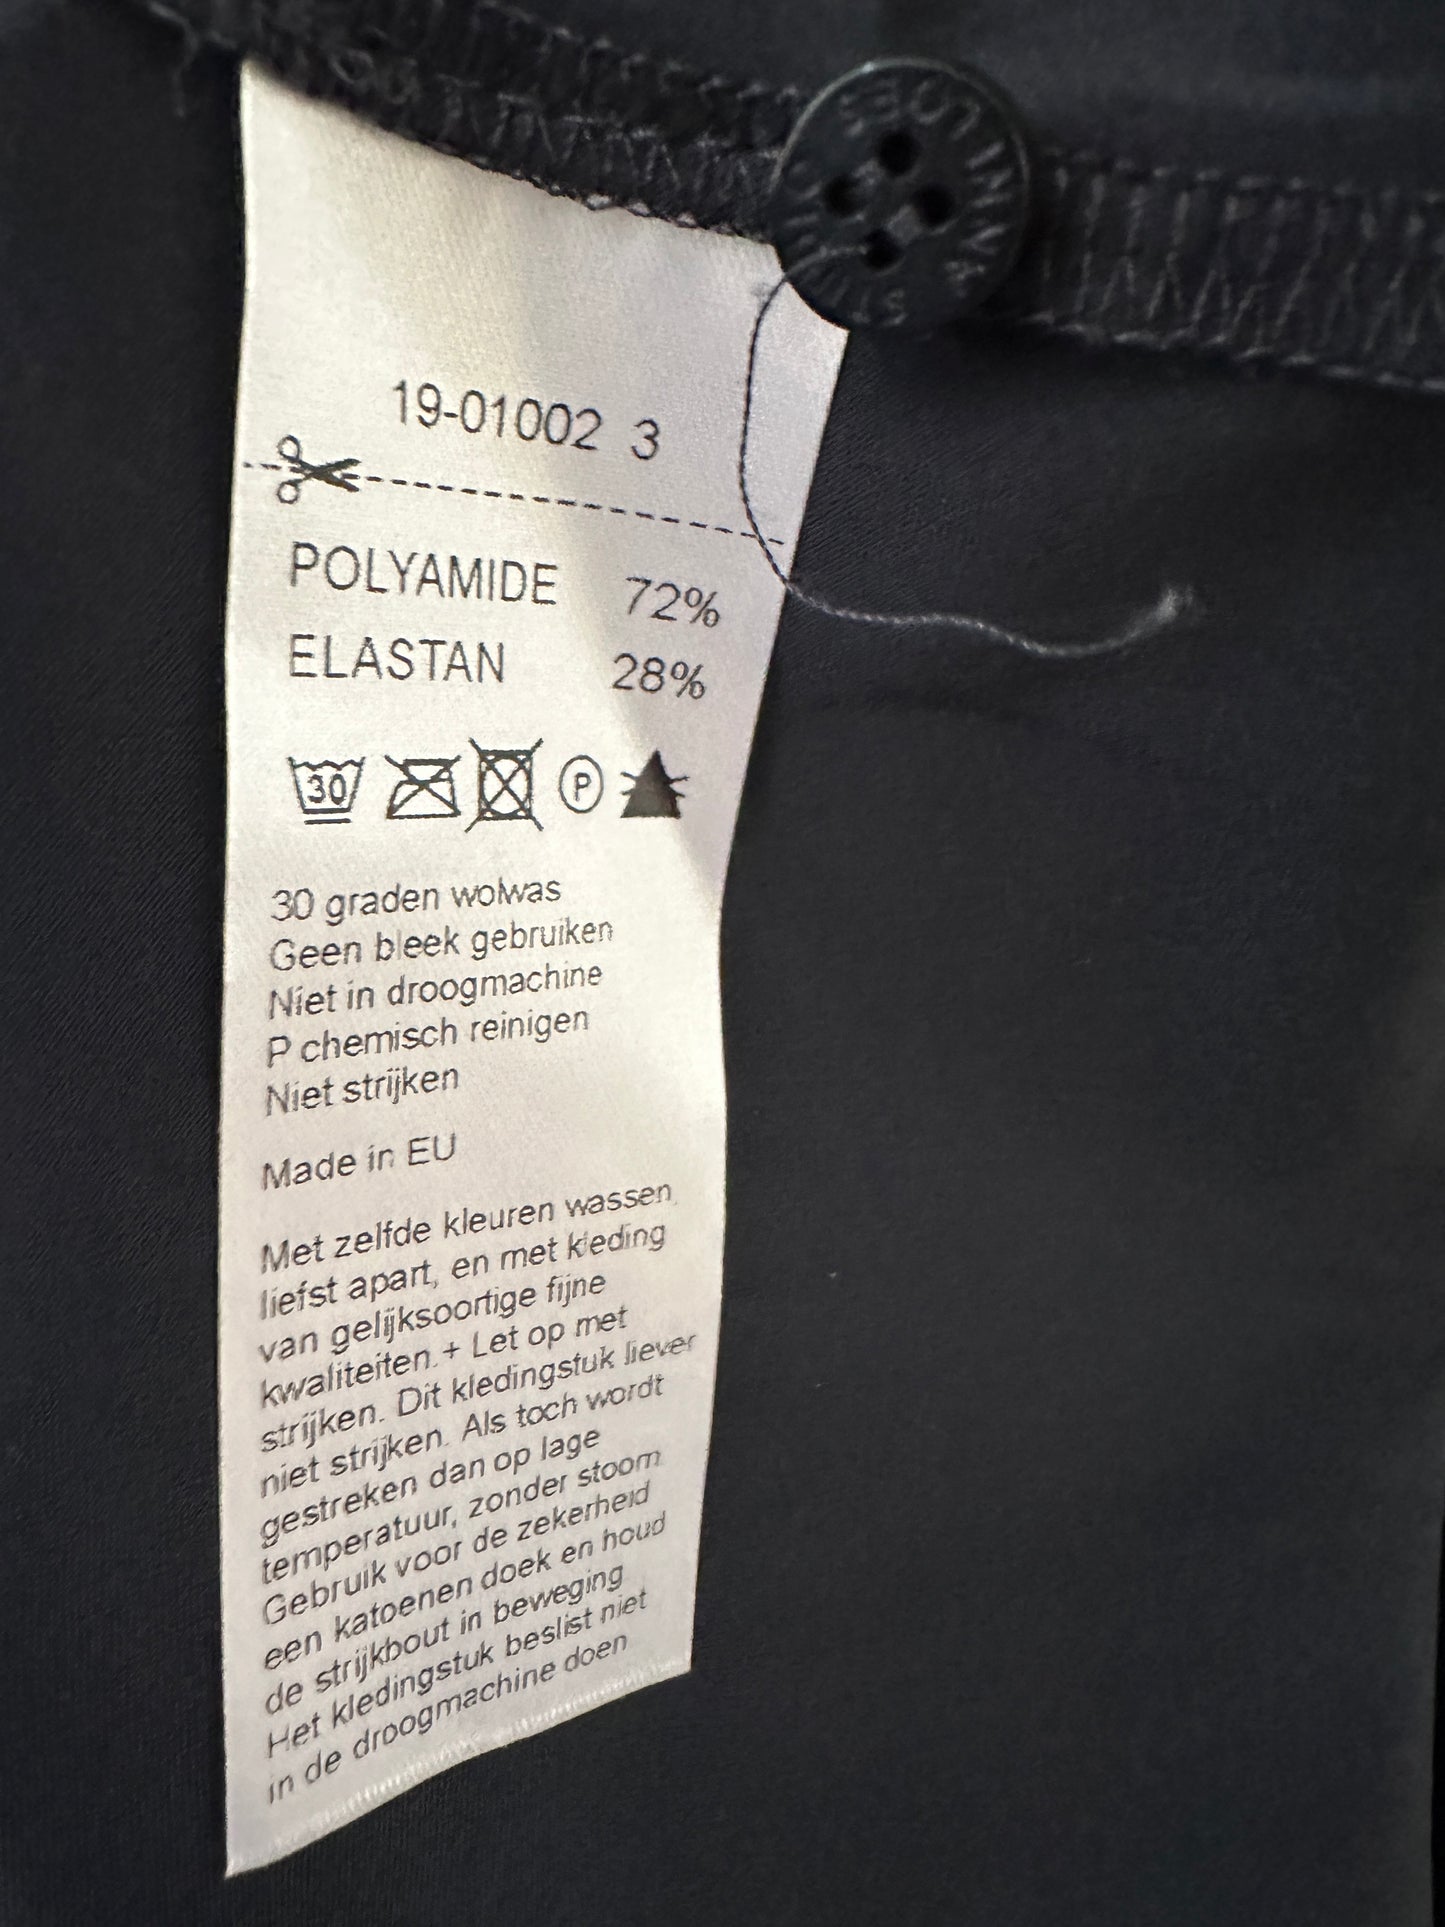 STUDIO ANNELOES
19-01002 3
POLYAMIDE 72%
ELASTAN 28%
30
P
30 graden wolwas
Geen bleek gebruiken
Niet in droogmachine
P chemisch reinigen
Niet strijken
Made in EU
Met zelfde kleuren wassen,
liefst apart, en met kleding
van gelijksoortige fijne
kwaliteiten.+ Let op met
strijken. Dit kledingstuk liever
niet strijken. Als toch wordt
gestreken dan op lage
temperatuur, zonder stoom
Gebruik voor de zekerheid
een katoenen doek en houd
de strijkbout in beweging
Het kledingstuk beslist niet
in de droogmachine doen